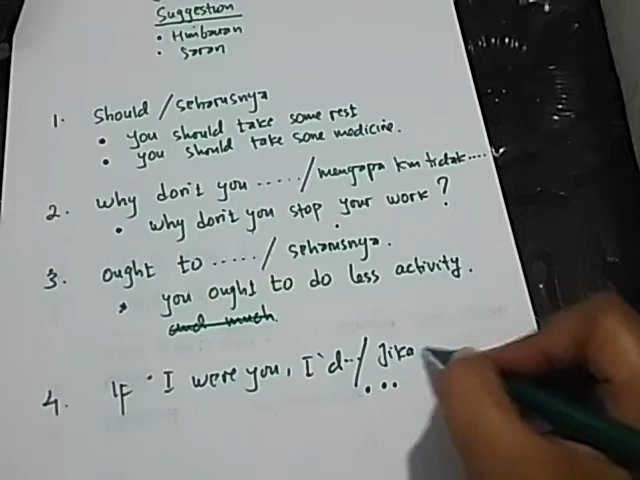 Suggestion
• Himbauan
• Saran
1. Should / seharusnya
• you should take some rest
• you should take some medicine.
2. why don't you ..... / mengapa km tidak....
• why don't you stop your work?
3. ought to ..... / seharusnya.
• you ought to do less activity.
and much
4. If I were you, I'd.. / Jika
...